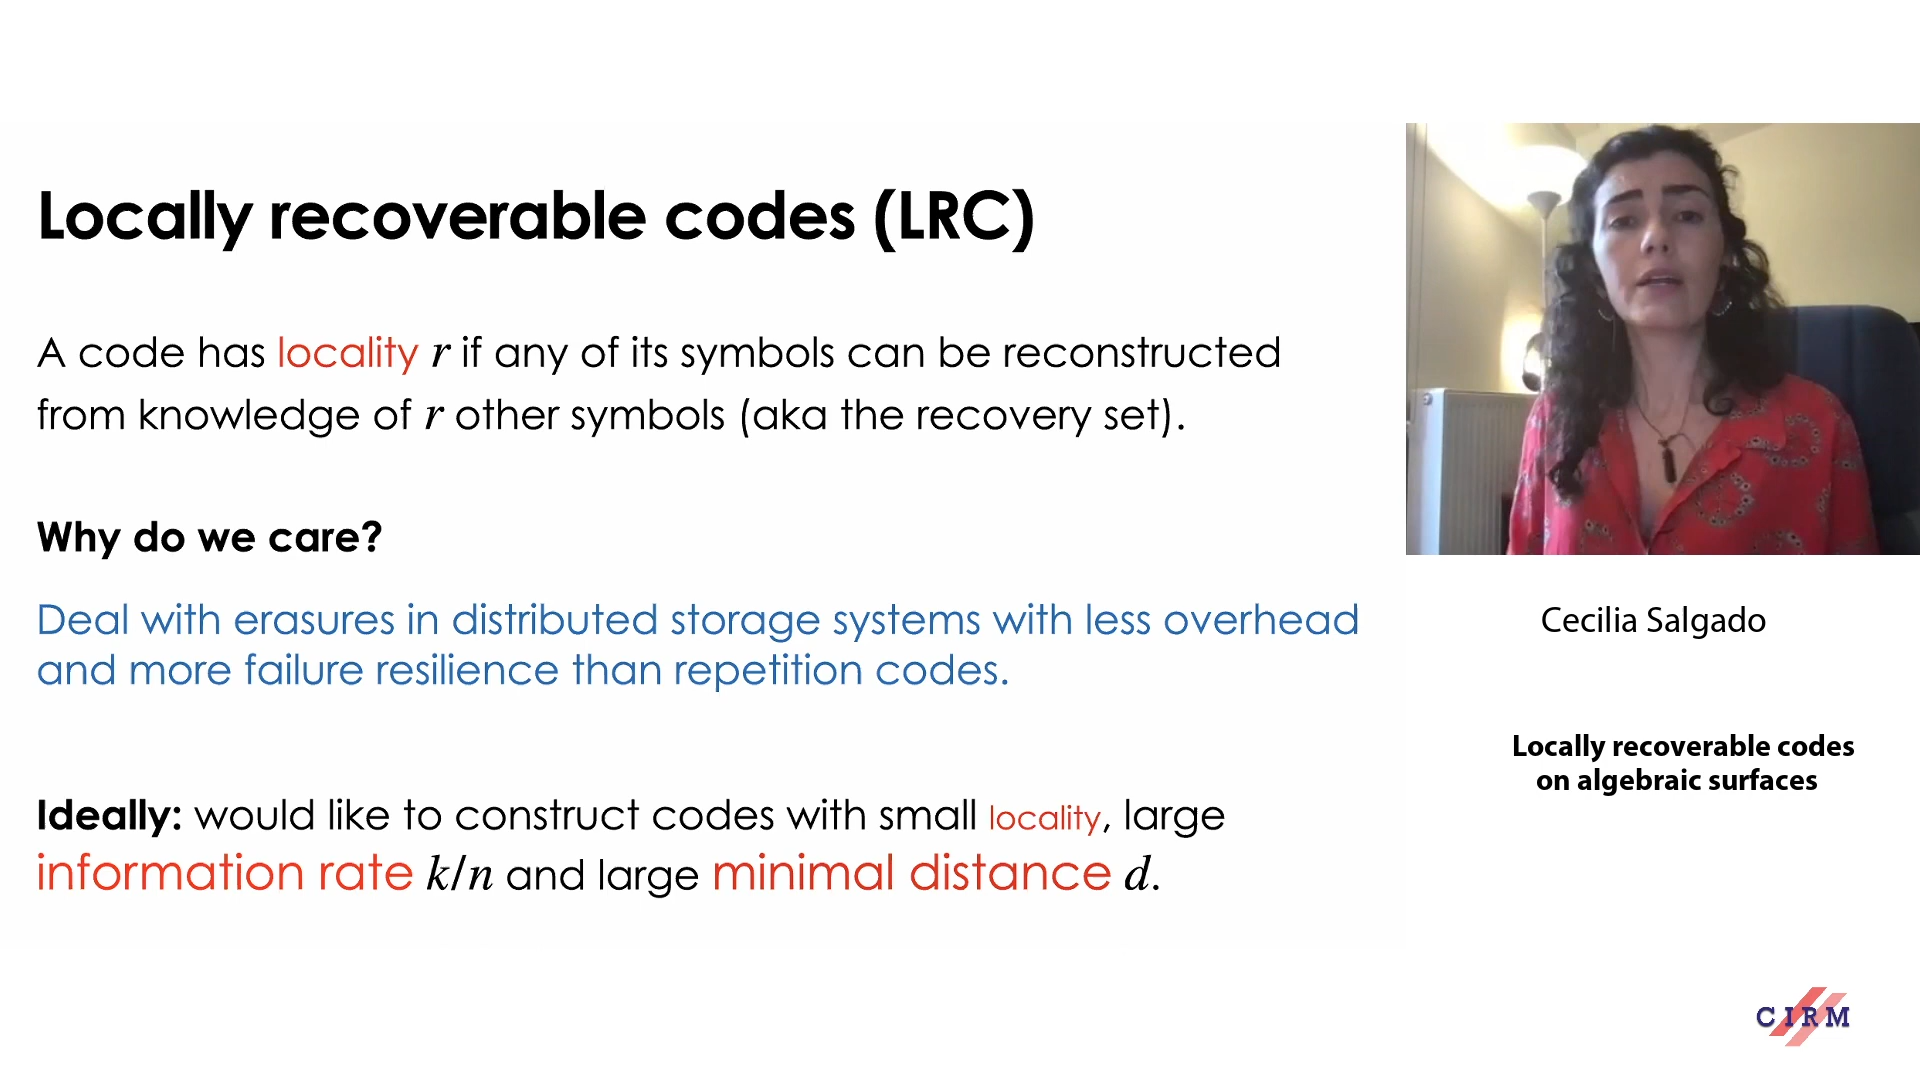 Locally recoverable codes (LRC)
A code has locality r if any of its symbols can be reconstructed
from knowledge of r other symbols (aka the recovery set).
Why do we care?
Deal with erasures in distributed storage systems with less overhead
and more failure resilience than repetition codes.
Ideally: would like to construct codes with small locality, large
information rate k/n and large minimal distance d.
Cecilia Salgado
Locally recoverable codes
on algebraic surfaces
CIRM